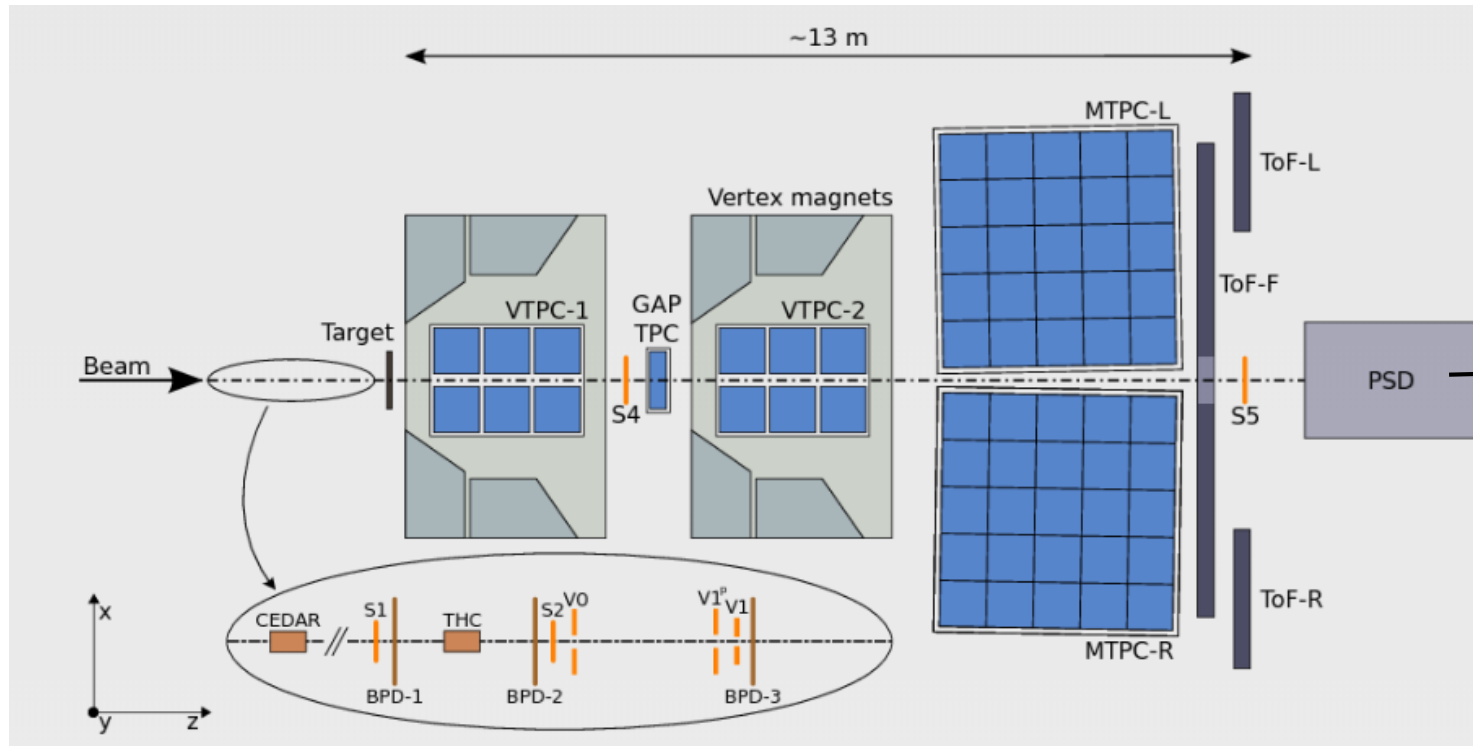 ~13 m
MTPC-L
ToF-L
Vertex magnets
ToF-F
GAP
TPC
VTPC-1
VTPC-2
Target
Beam
S4
S5
PSD
ToF-R
MTPC-R
x
y
z
CEDAR
S1
THC
S2
V0
V1ᴾ
V1
BPD-1
BPD-2
BPD-3